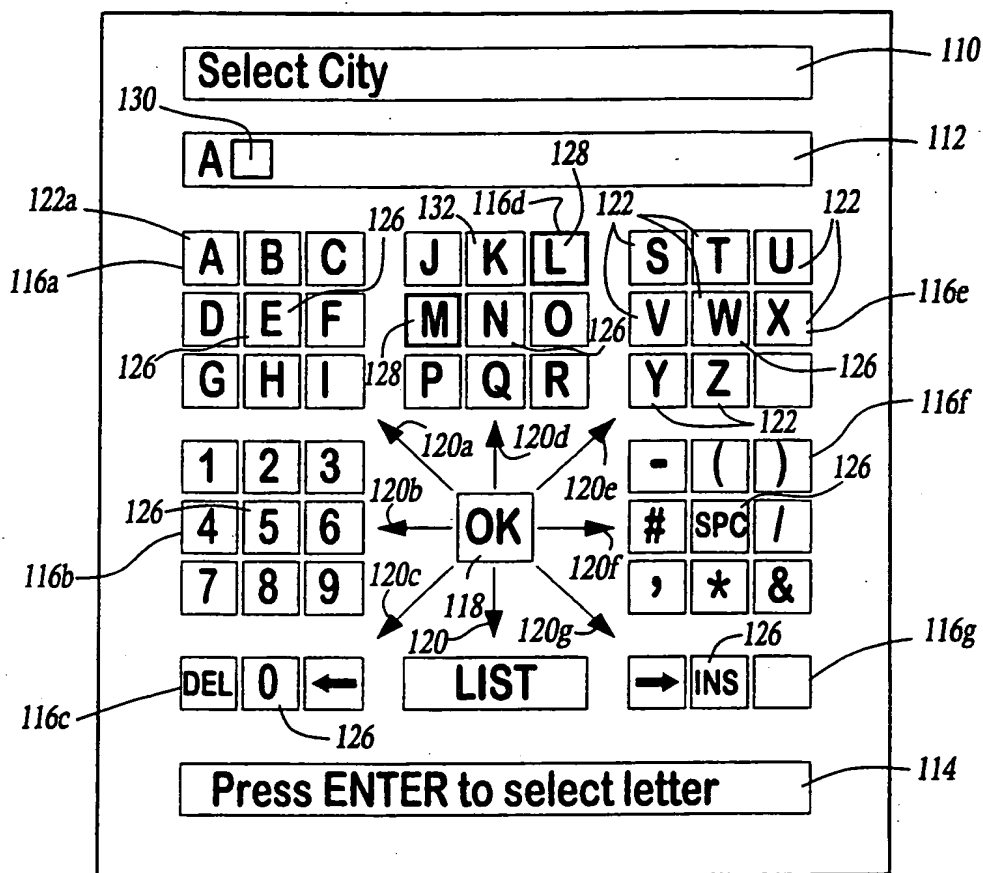 Select City 110
130
A 112
122a 126 132 116d 128 122 122
A B C J K L S T U
116a 116e
D E F M N O V W X
126 128 126 126
G H I P Q R Y Z
122 116f
120a 120d 120e
1 2 3 - ( )
126 120b 126
4 5 6 OK # SPC /
116b 120c 120f
7 8 9 118 , * &
120 120g 126 116g
DEL 0 ← LIST → INS
116c 126
Press ENTER to select letter 114